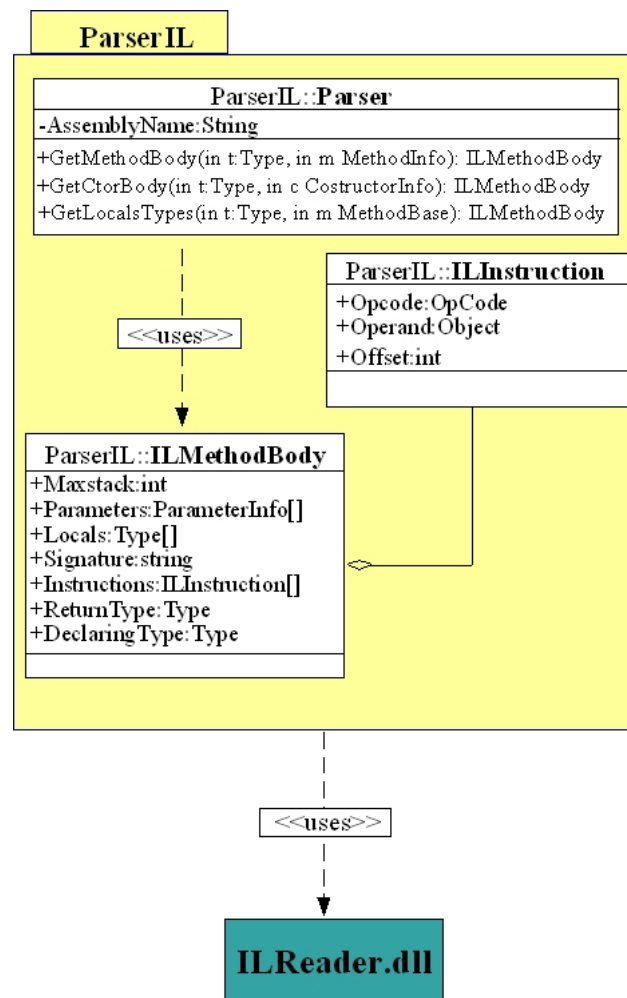 ParserIL
ParserIL::Parser
-AssemblyName:String
+GetMethodBody(in t:Type, in m MethodInfo): ILMethodBody
+GetCtorBody(in t:Type, in c CostructorInfo): ILMethodBody
+GetLocalsTypes(in t:Type, in m MethodBase): ILMethodBody
ParserIL::ILInstruction
+Opcode:OpCode
+Operand:Object
+Offset:int
<<uses>>
ParserIL::ILMethodBody
+Maxstack:int
+Parameters:ParameterInfo[]
+Locals:Type[]
+Signature:string
+Instructions:ILInstruction[]
+ReturnType:Type
+DeclaringType:Type
<<uses>>
ILReader.dll